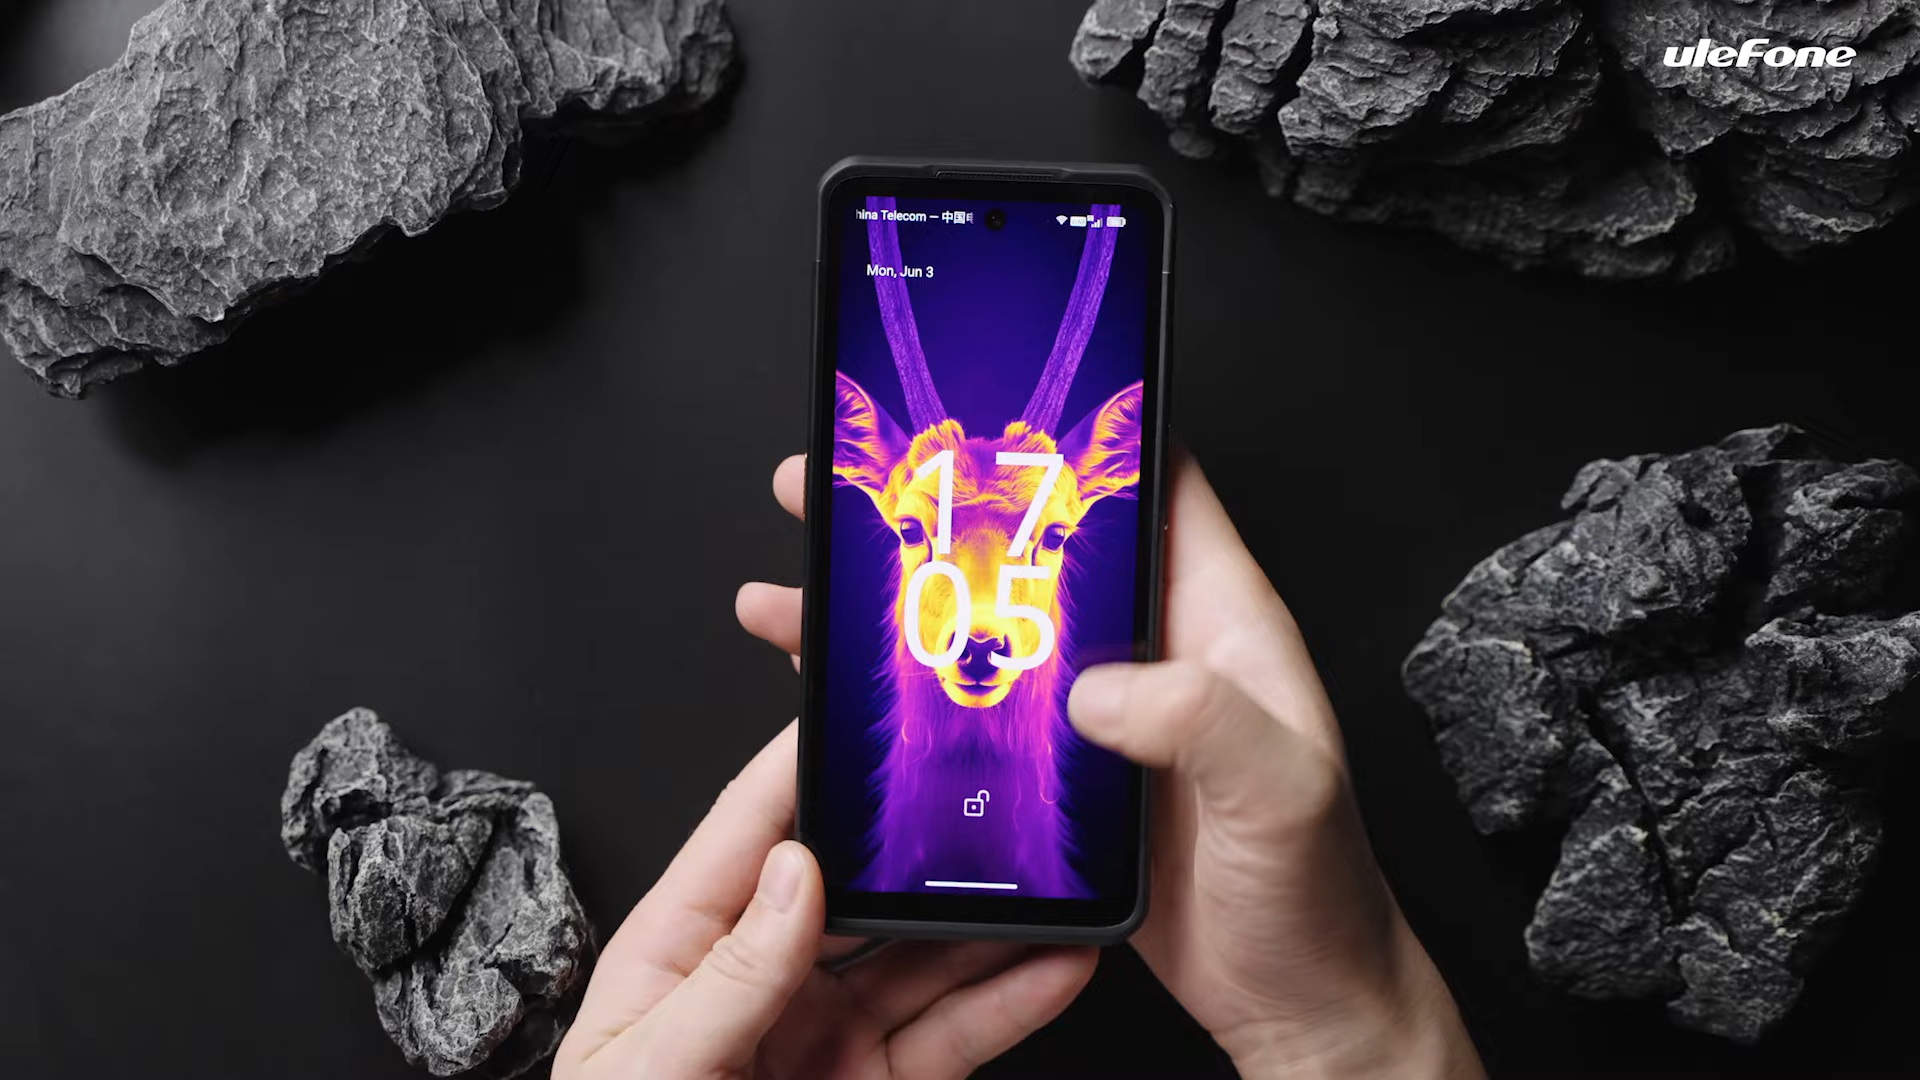 uleFone
hina Telecom — 中国
Mon, Jun 3
17
05